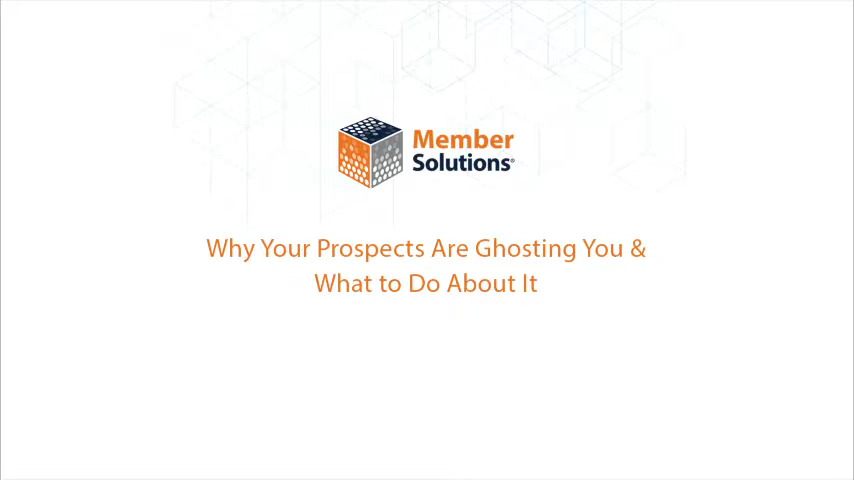 Member
Solutions®
Why Your Prospects Are Ghosting You &
What to Do About It